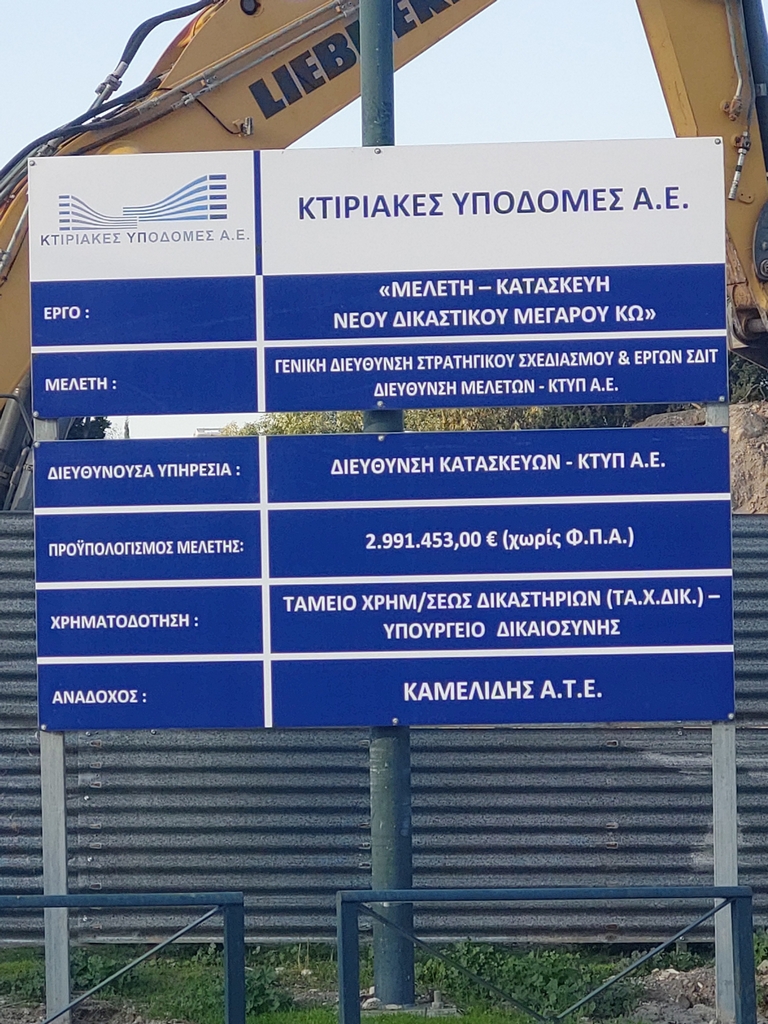 LIEBHERR
ΚΤΙΡΙΑΚΕΣ ΥΠΟΔΟΜΕΣ Α.Ε.
ΚΤΙΡΙΑΚΕΣ ΥΠΟΔΟΜΕΣ Α.Ε.
ΕΡΓΟ :
«ΜΕΛΕΤΗ – ΚΑΤΑΣΚΕΥΗ
ΝΕΟΥ ΔΙΚΑΣΤΙΚΟΥ ΜΕΓΑΡΟΥ ΚΩ»
ΜΕΛΕΤΗ :
ΓΕΝΙΚΗ ΔΙΕΥΘΥΝΣΗ ΣΤΡΑΤΗΓΙΚΟΥ ΣΧΕΔΙΑΣΜΟΥ & ΕΡΓΩΝ ΣΔΙΤ
ΔΙΕΥΘΥΝΣΗ ΜΕΛΕΤΩΝ - ΚΤΥΠ Α.Ε.
ΔΙΕΥΘΥΝΟΥΣΑ ΥΠΗΡΕΣΙΑ :
ΔΙΕΥΘΥΝΣΗ ΚΑΤΑΣΚΕΥΩΝ - ΚΤΥΠ Α.Ε.
ΠΡΟΫΠΟΛΟΓΙΣΜΟΣ ΜΕΛΕΤΗΣ:
2.991.453,00 € (χωρίς Φ.Π.Α.)
ΧΡΗΜΑΤΟΔΟΤΗΣΗ :
ΤΑΜΕΙΟ ΧΡΗΜ/ΣΕΩΣ ΔΙΚΑΣΤΗΡΙΩΝ (ΤΑ.Χ.ΔΙΚ.) –
ΥΠΟΥΡΓΕΙΟ ΔΙΚΑΙΟΣΥΝΗΣ
ΑΝΑΔΟΧΟΣ :
ΚΑΜΕΛΙΔΗΣ Α.Τ.Ε.